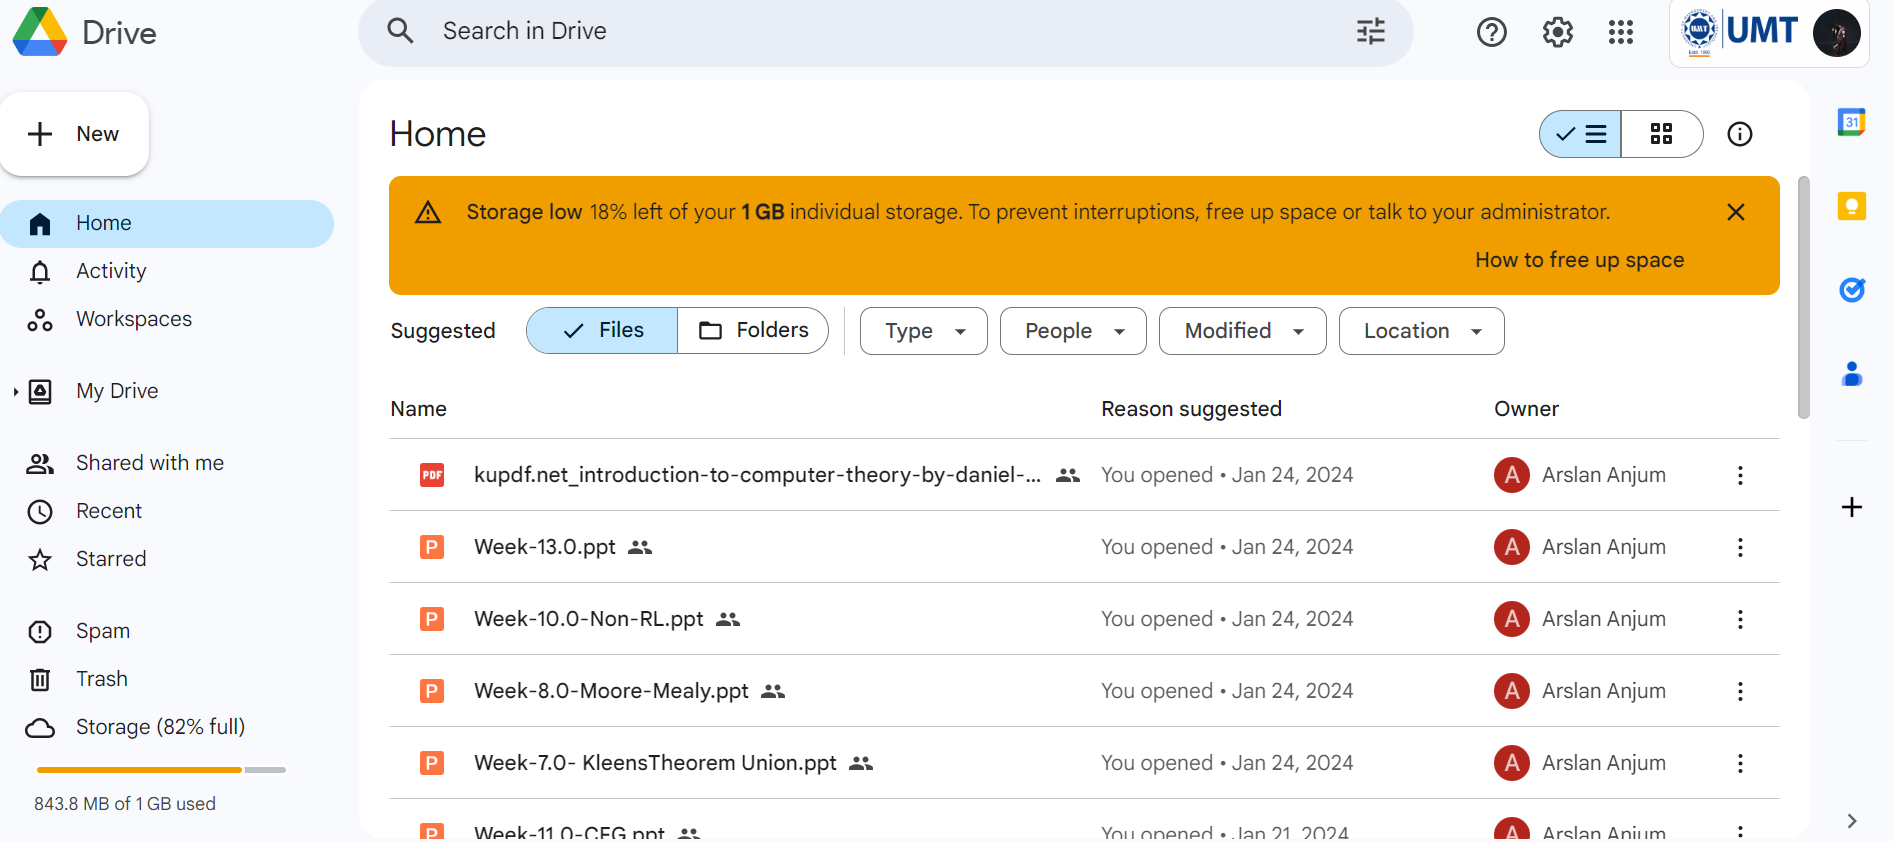 Drive
Search in Drive
UMT
New
Home
Activity
Workspaces
My Drive
Shared with me
Recent
Starred
Spam
Trash
Storage (82% full)
843.8 MB of 1 GB used
Home
Storage low 18% left of your 1 GB individual storage. To prevent interruptions, free up space or talk to your administrator.
How to free up space
Suggested Files Folders Type People Modified Location
Name Reason suggested Owner
PDF kupdf.net_introduction-to-computer-theory-by-daniel-... You opened • Jan 24, 2024 A Arslan Anjum
P Week-13.0.ppt You opened • Jan 24, 2024 A Arslan Anjum
P Week-10.0-Non-RL.ppt You opened • Jan 24, 2024 A Arslan Anjum
P Week-8.0-Moore-Mealy.ppt You opened • Jan 24, 2024 A Arslan Anjum
P Week-7.0- KleensTheorem Union.ppt You opened • Jan 24, 2024 A Arslan Anjum
P Week-11.0-CFG.ppt You opened • Jan 21, 2024 A Arslan Anjum
31